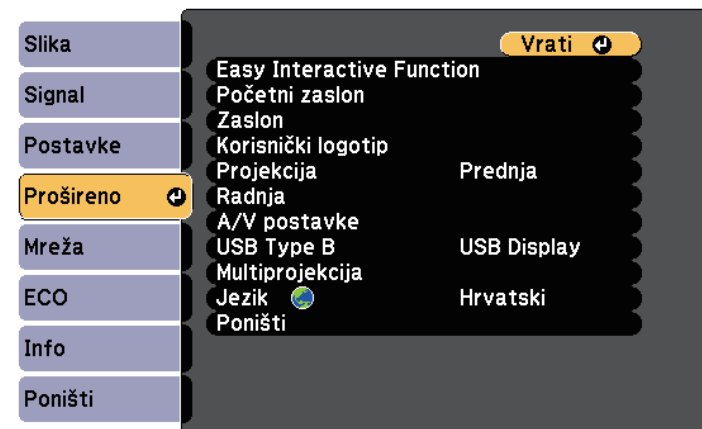 Slika
Signal
Postavke
Prošireno
Mreža
ECO
Info
Poništi
Vrati
Easy Interactive Function
Početni zaslon
Zaslon
Korisnički logotip
Projekcija Prednja
Radnja
A/V postavke
USB Type B USB Display
Multiprojekcija
Jezik Hrvatski
Poništi